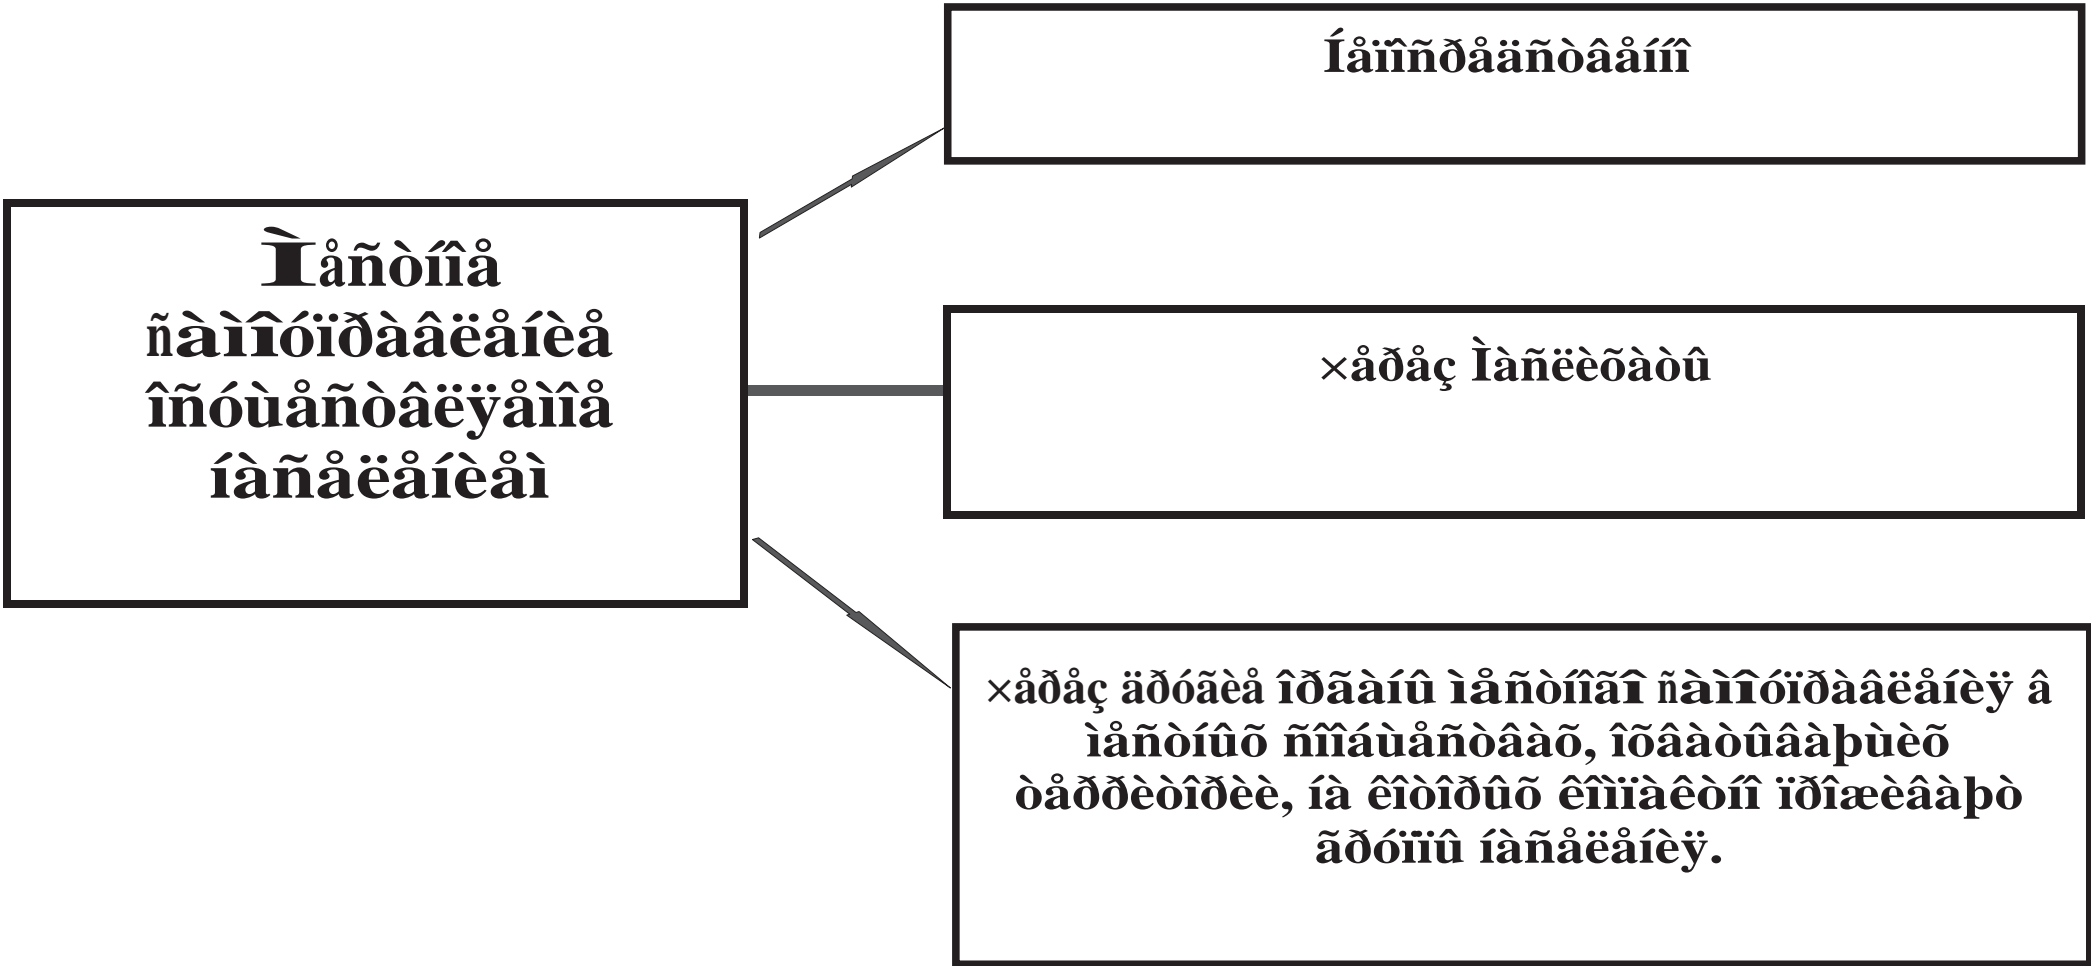 Ìåñòíîå
ñàìîóïðàâëåíèå
îñóùåñòâëÿåìîå
íàñåëåíèåì
Íåïîñðåäñòâåííî
×åðåç Ìàñëèõàòû
×åðåç äðóãèå îðãàíû ìåñòíîãî ñàìîóïðàâëåíèÿ â
ìåñòíûõ ñîîáùåñòâàõ, îõâàòûâàþùèõ
òåððèòîðèè, íà êîòîðûõ êîìïàêòíî ïðîæèâàþò
ãðóïïû íàñåëåíèÿ.